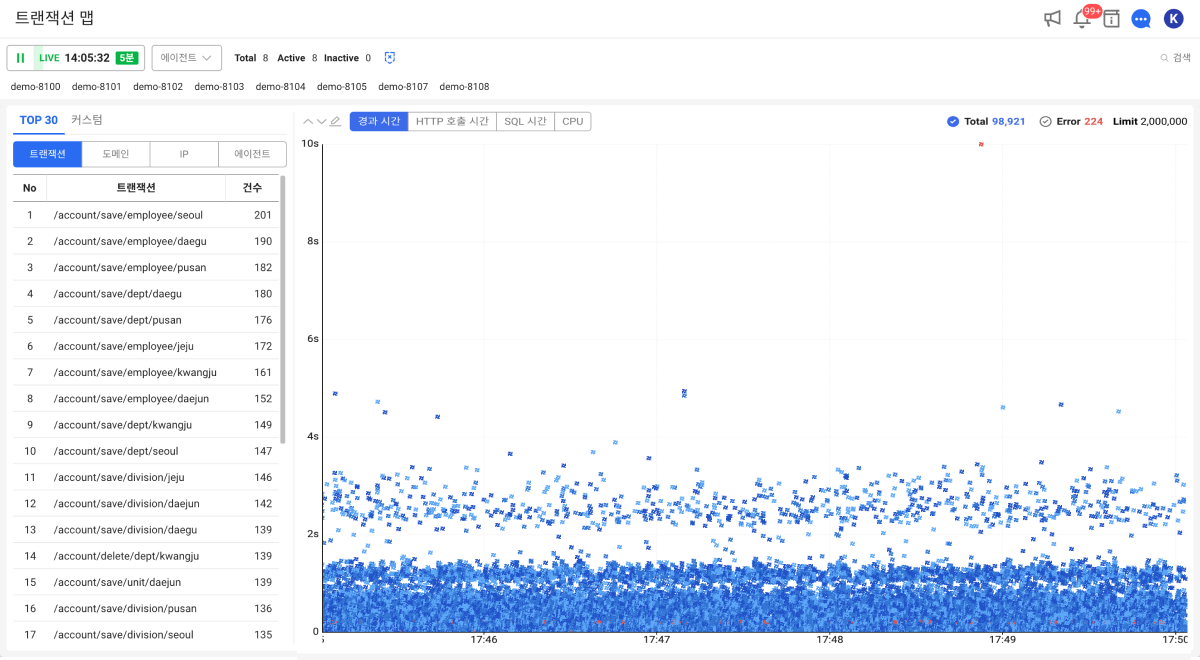 트랜잭션 맵
99+
K
LIVE 14:05:32 5분
에이전트
Total 8 Active 8 Inactive 0
검색
demo-8100 demo-8101 demo-8102 demo-8103 demo-8104 demo-8105 demo-8107 demo-8108
TOP 30 커스텀
트랜잭션 도메인 IP 에이전트
No 트랜잭션 건수
1 /account/save/employee/seoul 201
2 /account/save/employee/daegu 190
3 /account/save/employee/pusan 182
4 /account/save/dept/daegu 180
5 /account/save/dept/pusan 176
6 /account/save/employee/jeju 172
7 /account/save/employee/kwangju 161
8 /account/save/employee/daejun 152
9 /account/save/dept/kwangju 149
10 /account/save/dept/seoul 147
11 /account/save/division/jeju 146
12 /account/save/division/daejun 142
13 /account/save/division/daegu 139
14 /account/delete/dept/kwangju 139
15 /account/save/unit/daejun 139
16 /account/save/division/pusan 136
17 /account/save/division/seoul 135
경과 시간 HTTP 호출 시간 SQL 시간 CPU
Total 98,921 Error 224 Limit 2,000,000
10s
8s
6s
4s
2s
0
17:46 17:47 17:48 17:49 17:50